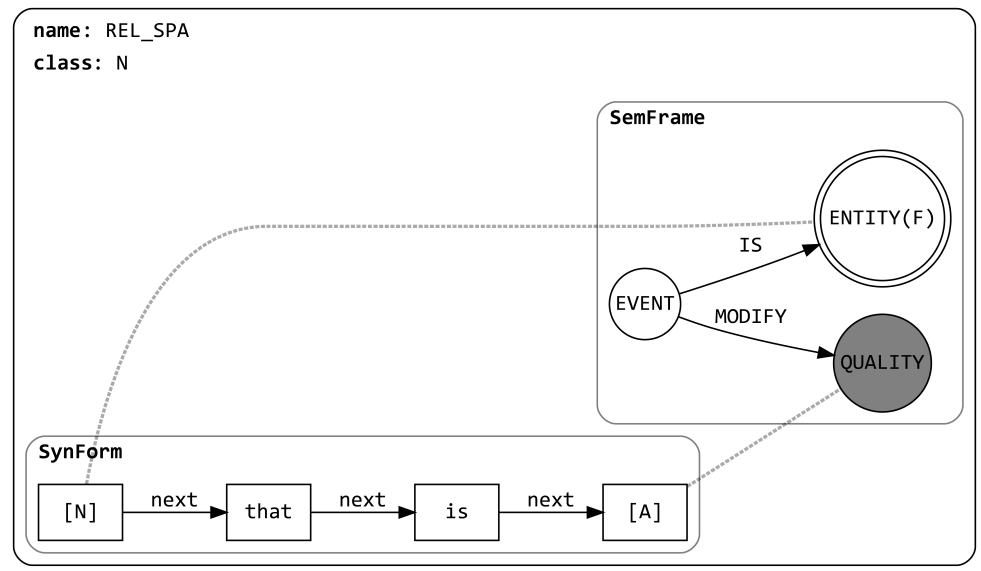 name: REL_SPA
class: N
SemFrame
ENTITY(F)
IS
EVENT
MODIFY
QUALITY
SynForm
[N] next that next is next [A]